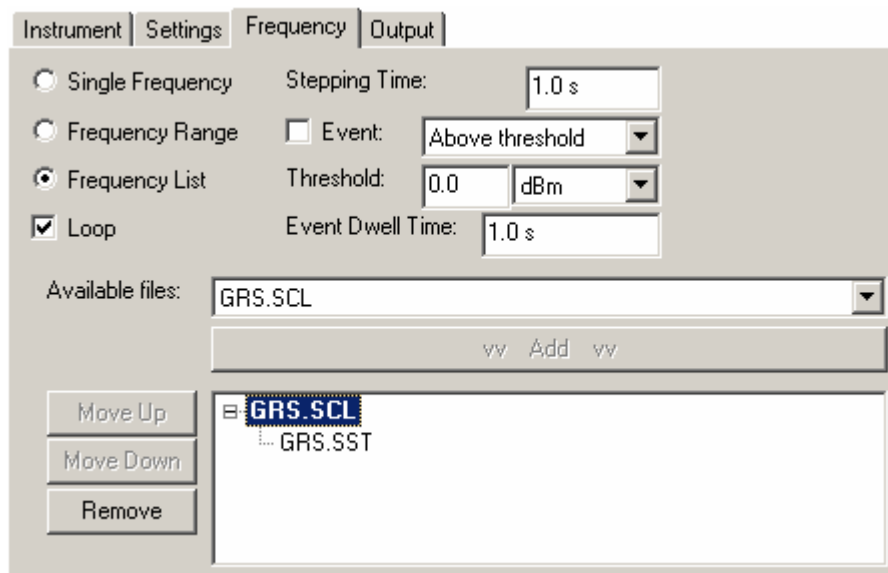 Instrument Settings Frequency Output
Single Frequency Stepping Time: 1.0 s
Frequency Range Event: Above threshold
Frequency List Threshold: 0.0 dBm
Loop Event Dwell Time: 1.0 s
Available files: GRS.SCL
vv Add vv
Move Up GRS.SCL
GRS.SST
Move Down
Remove